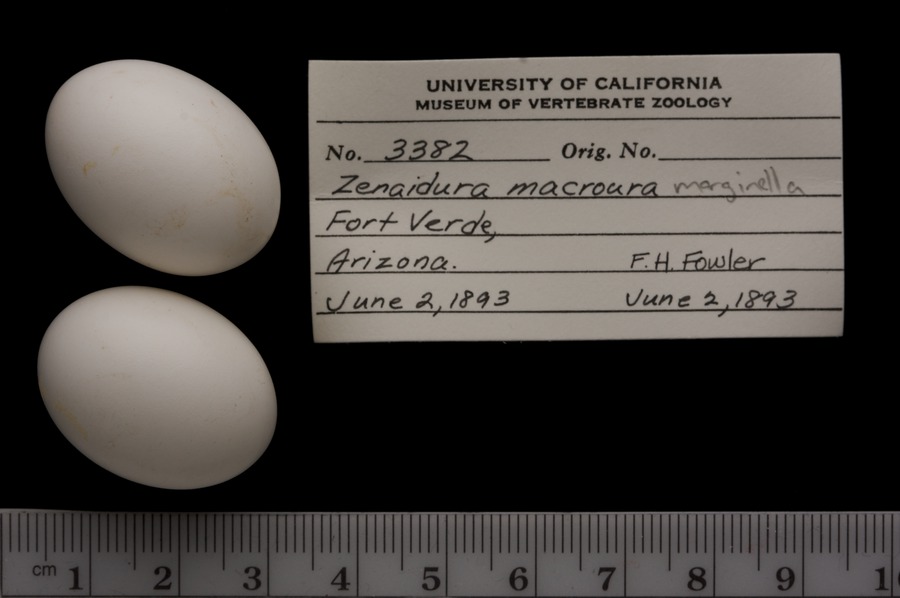 UNIVERSITY OF CALIFORNIA
MUSEUM OF VERTEBRATE ZOOLOGY
No. 3382 Orig. No.
Zenaidura macroura marginella
Fort Verde,
Arizona. F.H. Fowler
June 2, 1893 June 2, 1893
cm 1 2 3 4 5 6 7 8 9 1